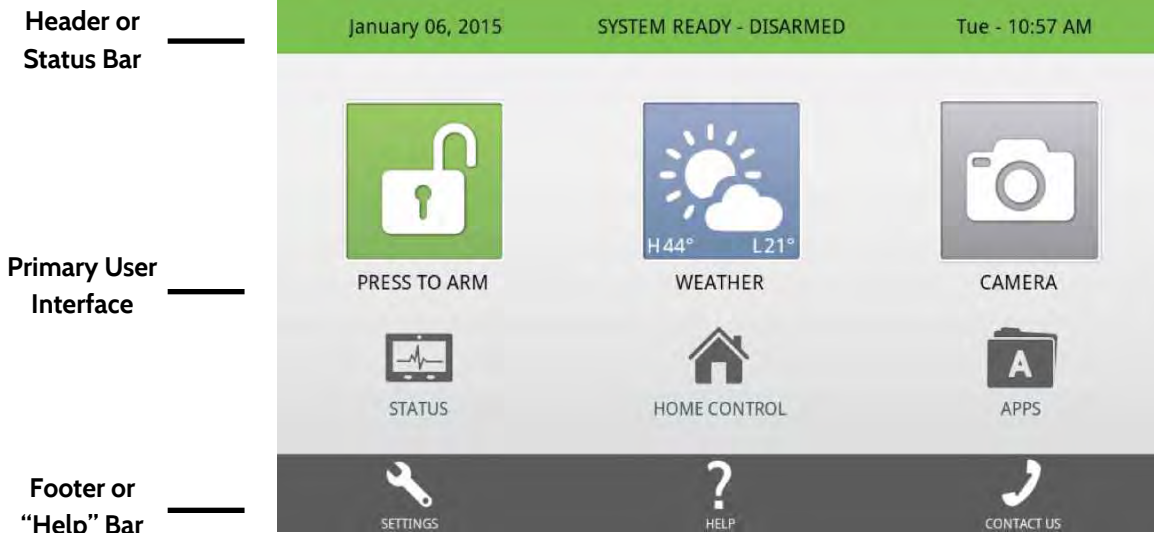 Header or
Status Bar
January 06, 2015 SYSTEM READY - DISARMED Tue - 10:57 AM
H44° L21°
Primary User
Interface
PRESS TO ARM WEATHER CAMERA
A
STATUS HOME CONTROL APPS
Footer or
“Help” Bar
?
SETTINGS HELP CONTACT US